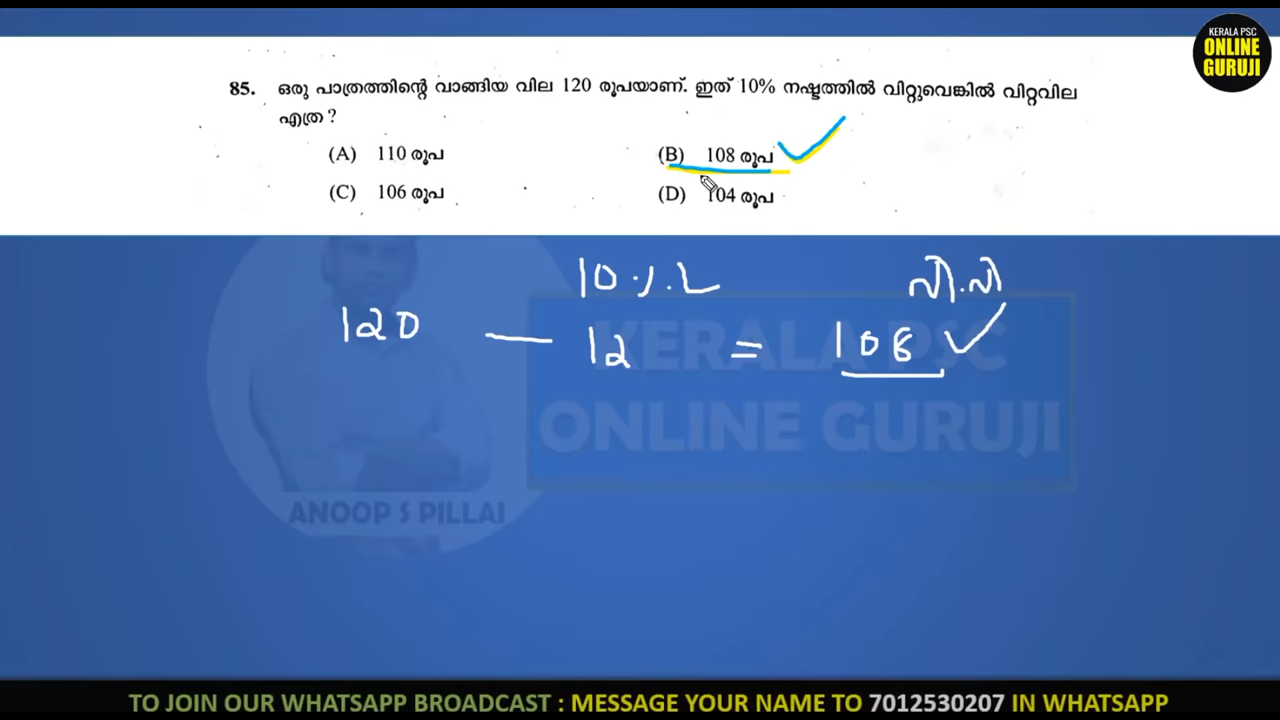 KERALA PSC
ONLINE
GURUJI
85. ഒരു പാത്രത്തിന്റെ വാങ്ങിയ വില 120 രൂപയാണ്. ഇത് 10% നഷ്ടത്തിൽ വിറ്റുവെങ്കിൽ വിറ്റവില
എത്ര ?
(A) 110 രൂപ (B) 108 രൂപ
(C) 106 രൂപ (D) 104 രൂപ
10 % L വി.വി
120 — 12 = 108
KERALA PSC
ONLINE GURUJI
ANOOP S PILLAI
TO JOIN OUR WHATSAPP BROADCAST : MESSAGE YOUR NAME TO 7012530207 IN WHATSAPP